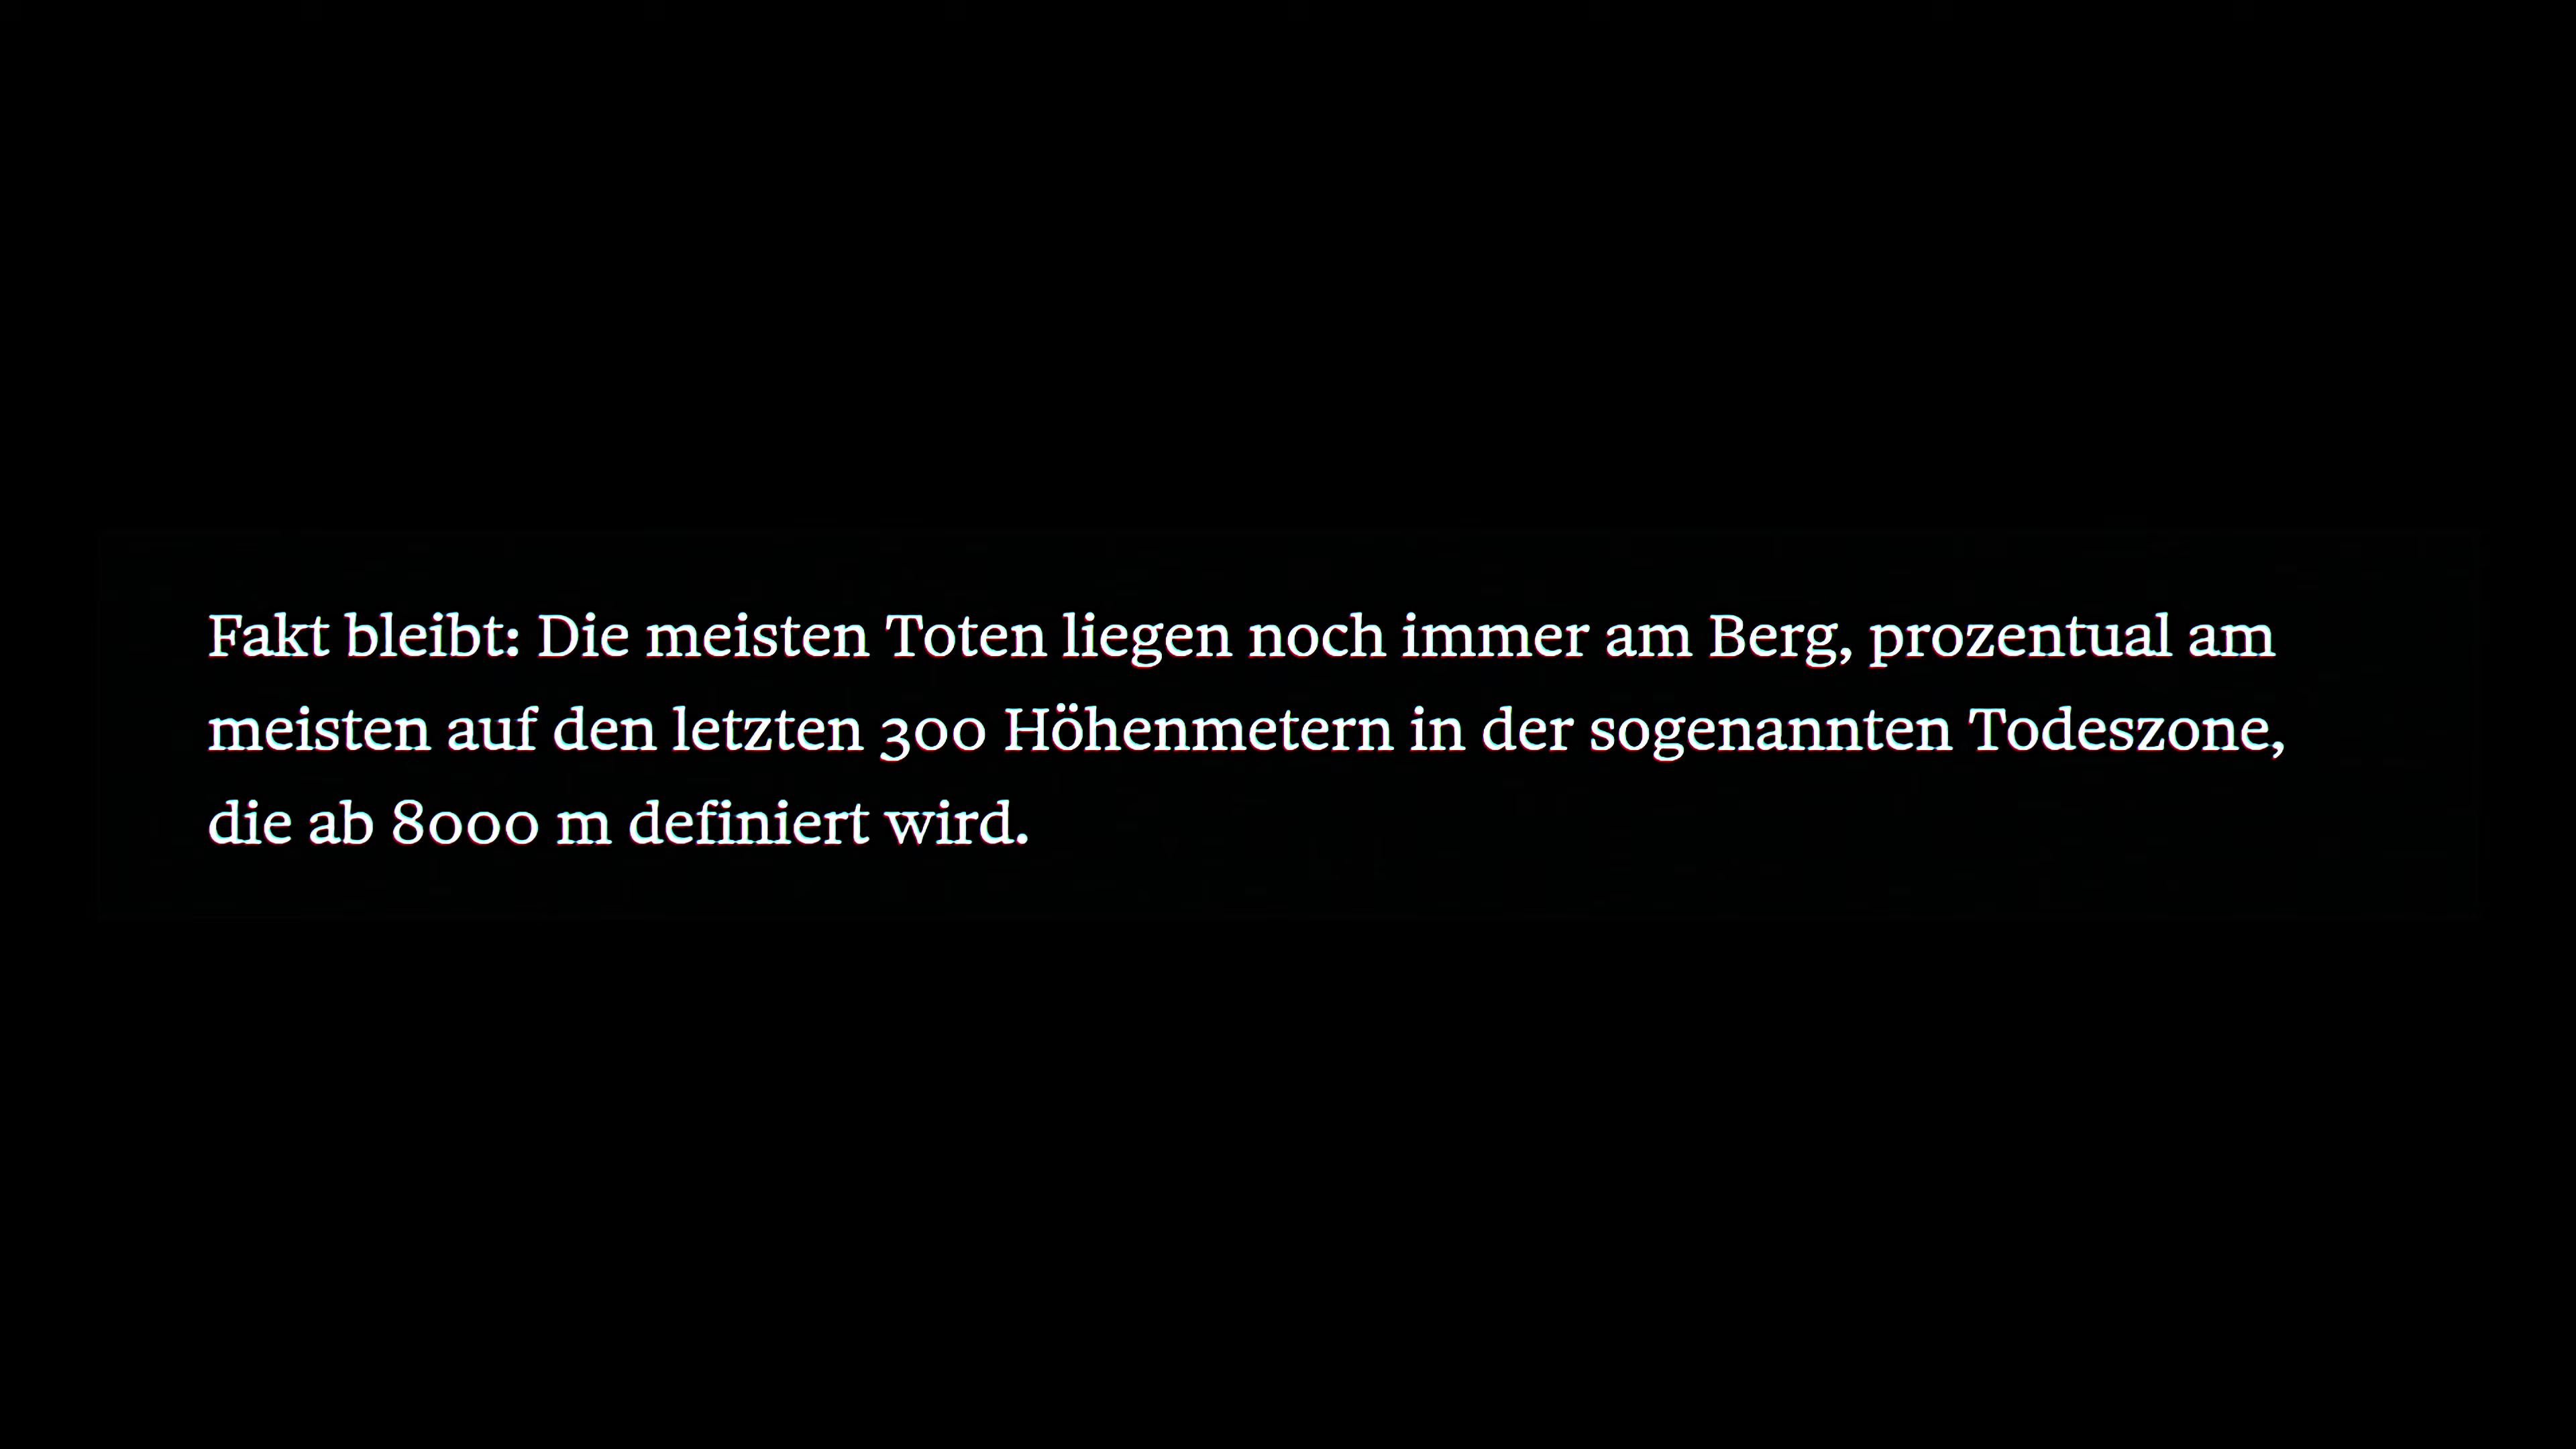 Fakt bleibt: Die meisten Toten liegen noch immer am Berg, prozentual am
meisten auf den letzten 300 Höhenmetern in der sogenannten Todeszone,
die ab 8000 m definiert wird.